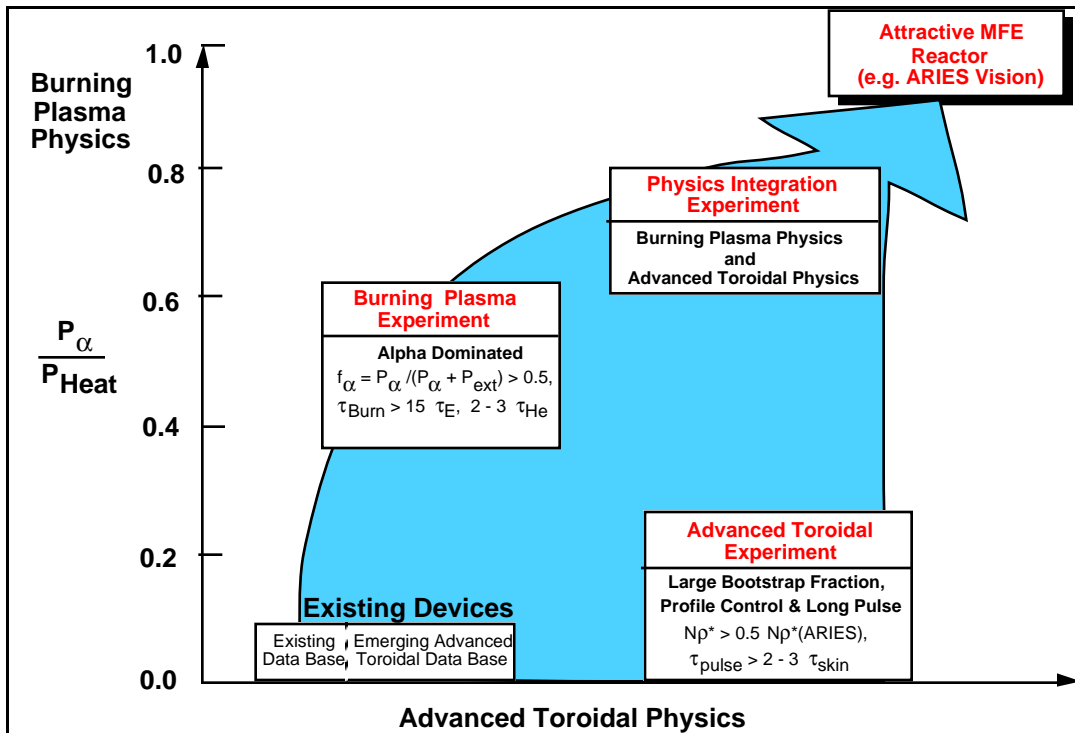 Attractive MFE
Reactor
(e.g. ARIES Vision)
1.0
Burning
Plasma
Physics
0.8
Physics Integration
Experiment
Burning Plasma Physics
and
Advanced Toroidal Physics
0.6
Burning Plasma
Experiment
Alpha Dominated
fα = Pα /(Pα + Pext) > 0.5,
τBurn > 15 τE, 2 - 3 τHe
Pα
PHeat
0.4
0.2
Advanced Toroidal
Experiment
Large Bootstrap Fraction,
Profile Control & Long Pulse
Nρ* > 0.5 Nρ*(ARIES),
τpulse > 2 - 3 τskin
Existing Devices
Existing
Data Base
Emerging Advanced
Toroidal Data Base
0.0
Advanced Toroidal Physics